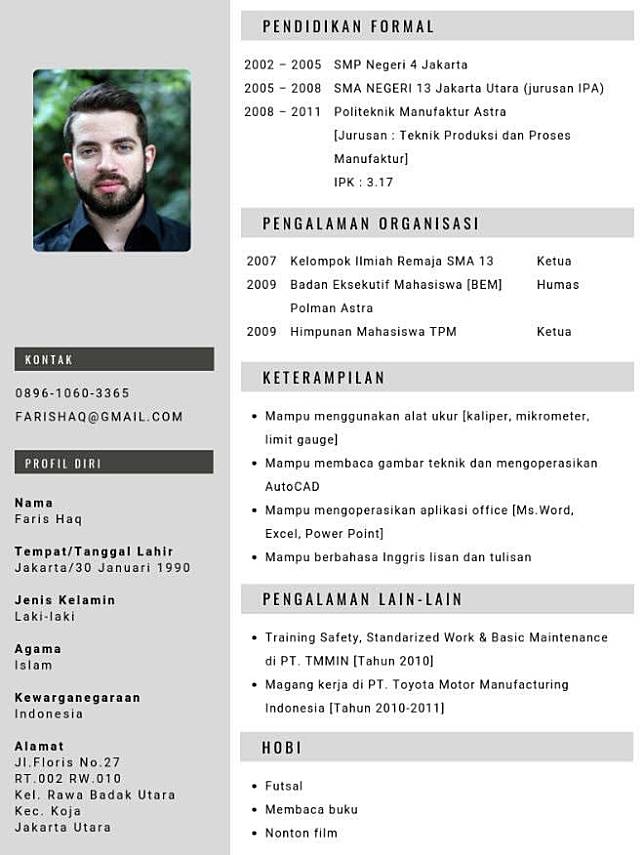 KONTAK
0896-1060-3365
FARISHAQ@GMAIL.COM
PROFIL DIRI
Nama
Faris Haq
Tempat/Tanggal Lahir
Jakarta/30 Januari 1990
Jenis Kelamin
Laki-laki
Agama
Islam
Kewarganegaraan
Indonesia
Alamat
Jl.Floris No.27
RT.002 RW.010
Kel. Rawa Badak Utara
Kec. Koja
Jakarta Utara
PENDIDIKAN FORMAL
2002 – 2005 SMP Negeri 4 Jakarta
2005 – 2008 SMA NEGERI 13 Jakarta Utara (jurusan IPA)
2008 – 2011 Politeknik Manufaktur Astra
[Jurusan : Teknik Produksi dan Proses
Manufaktur]
IPK : 3.17
PENGALAMAN ORGANISASI
2007 Kelompok Ilmiah Remaja SMA 13 Ketua
2009 Badan Eksekutif Mahasiswa [BEM] Humas
Polman Astra
2009 Himpunan Mahasiswa TPM Ketua
KETERAMPILAN
• Mampu menggunakan alat ukur [kaliper, mikrometer,
limit gauge]
• Mampu membaca gambar teknik dan mengoperasikan
AutoCAD
• Mampu mengoperasikan aplikasi office [Ms.Word,
Excel, Power Point]
• Mampu berbahasa Inggris lisan dan tulisan
PENGALAMAN LAIN-LAIN
• Training Safety, Standarized Work & Basic Maintenance
di PT. TMMIN [Tahun 2010]
• Magang kerja di PT. Toyota Motor Manufacturing
Indonesia [Tahun 2010-2011]
HOBI
• Futsal
• Membaca buku
• Nonton film